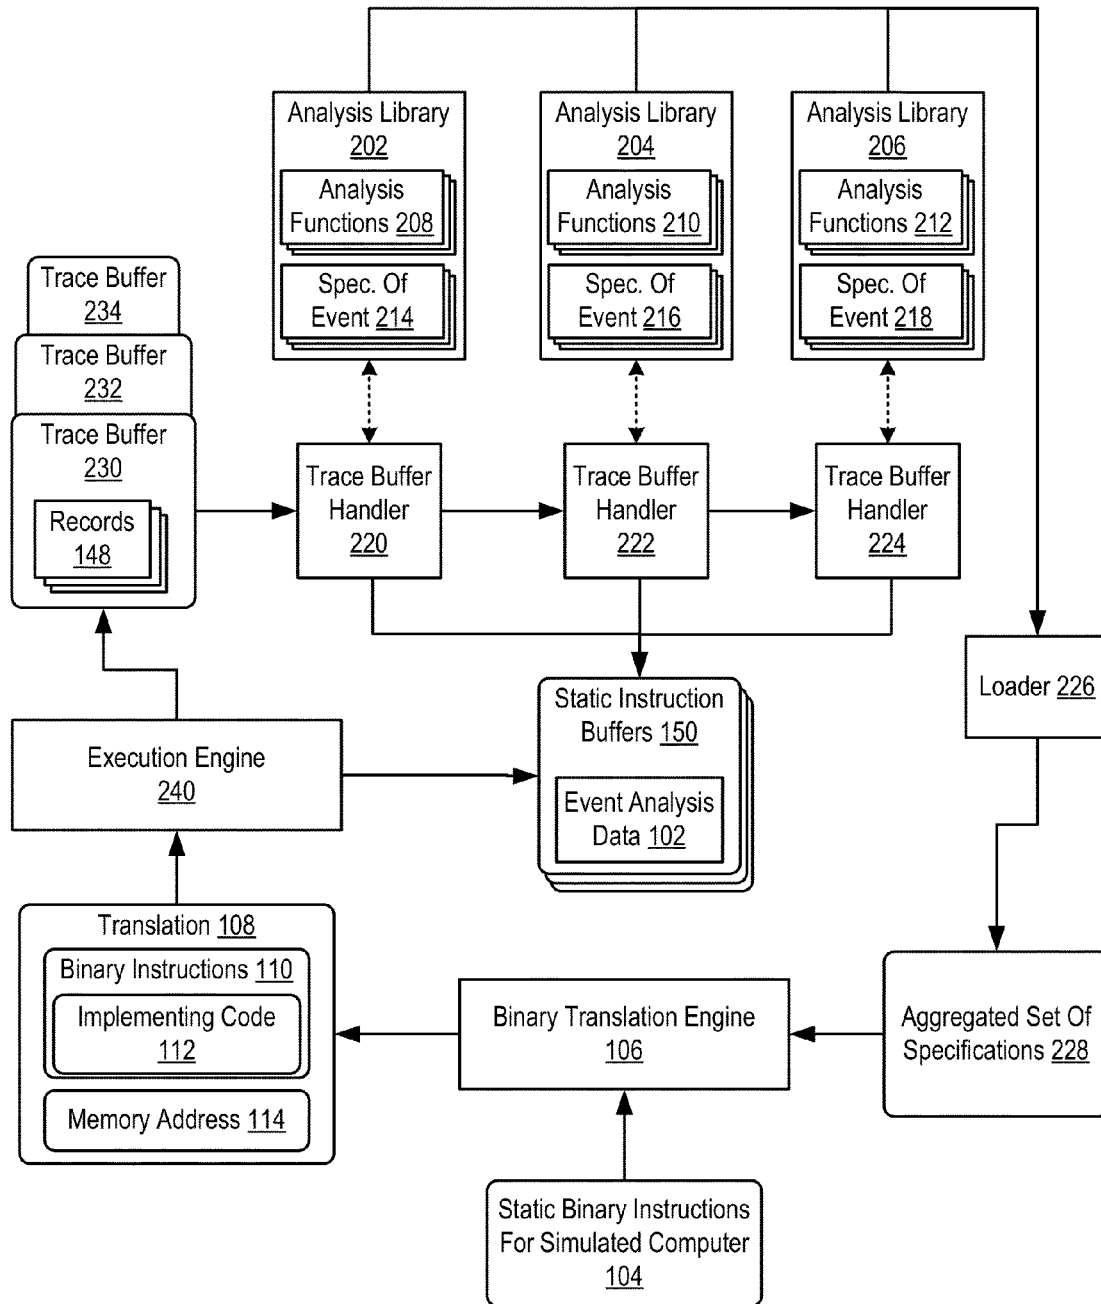 Analysis Library
202
Analysis
Functions 208
Spec. Of
Event 214
Analysis Library
204
Analysis
Functions 210
Spec. Of
Event 216
Analysis Library
206
Analysis
Functions 212
Spec. Of
Event 218
Trace Buffer
234
Trace Buffer
232
Trace Buffer
230
Records
148
Trace Buffer
Handler
220
Trace Buffer
Handler
222
Trace Buffer
Handler
224
Loader 226
Static Instruction
Buffers 150
Event Analysis
Data 102
Execution Engine
240
Translation 108
Binary Instructions 110
Implementing Code
112
Memory Address 114
Binary Translation Engine
106
Aggregated Set Of
Specifications 228
Static Binary Instructions
For Simulated Computer
104